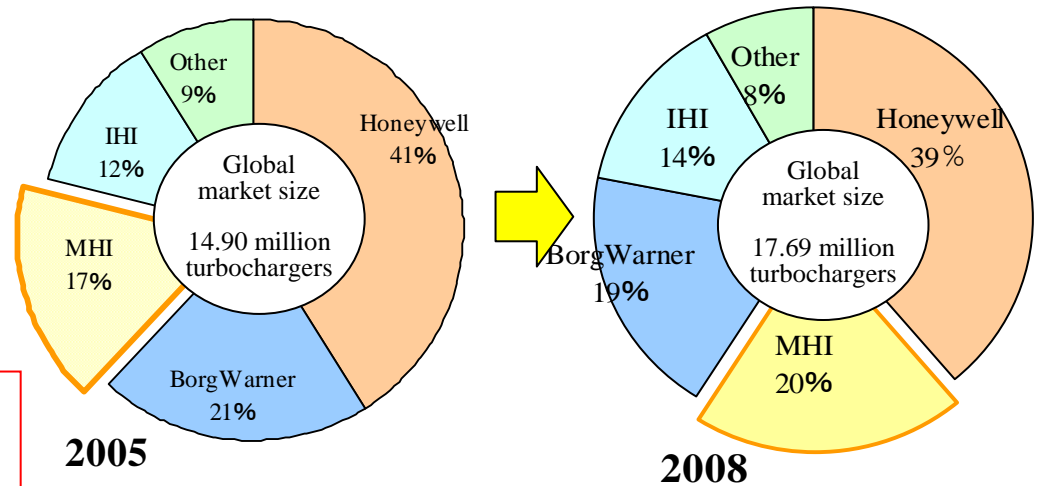 Other
9%
Honeywell
41%
IHI
12%
Global
market size
14.90 million
turbochargers
MHI
17%
BorgWarner
21%
2005
Other
8%
Honeywell
39%
IHI
14%
Global
market size
17.69 million
turbochargers
BorgWarner
19%
MHI
20%
2008